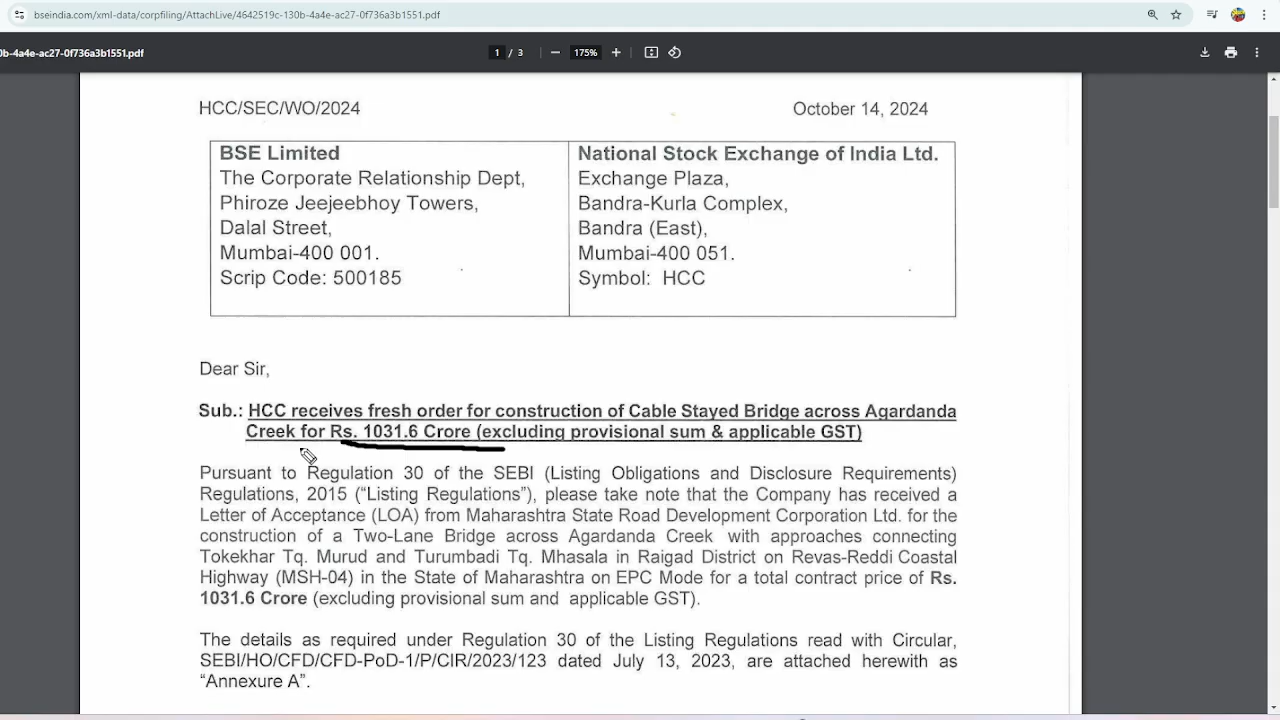 bseindia.com/xml-data/corpfiling/AttachLive/4642519c-130b-4a4e-ac27-0f736a3b1551.pdf
0b-4a4e-ac27-0f736a3b1551.pdf
1 / 3
175%
HCC/SEC/WO/2024 October 14, 2024
BSE Limited
The Corporate Relationship Dept,
Phiroze Jeejeebhoy Towers,
Dalal Street,
Mumbai-400 001.
Scrip Code: 500185
National Stock Exchange of India Ltd.
Exchange Plaza,
Bandra-Kurla Complex,
Bandra (East),
Mumbai-400 051.
Symbol: HCC
Dear Sir,
Sub.: HCC receives fresh order for construction of Cable Stayed Bridge across Agardanda
Creek for Rs. 1031.6 Crore (excluding provisional sum & applicable GST)
Pursuant to Regulation 30 of the SEBI (Listing Obligations and Disclosure Requirements)
Regulations, 2015 (“Listing Regulations”), please take note that the Company has received a
Letter of Acceptance (LOA) from Maharashtra State Road Development Corporation Ltd. for the
construction of a Two-Lane Bridge across Agardanda Creek with approaches connecting
Tokekhar Tq. Murud and Turumbadi Tq. Mhasala in Raigad District on Revas-Reddi Coastal
Highway (MSH-04) in the State of Maharashtra on EPC Mode for a total contract price of Rs.
1031.6 Crore (excluding provisional sum and applicable GST).
The details as required under Regulation 30 of the Listing Regulations read with Circular,
SEBI/HO/CFD/CFD-PoD-1/P/CIR/2023/123 dated July 13, 2023, are attached herewith as
“Annexure A”.